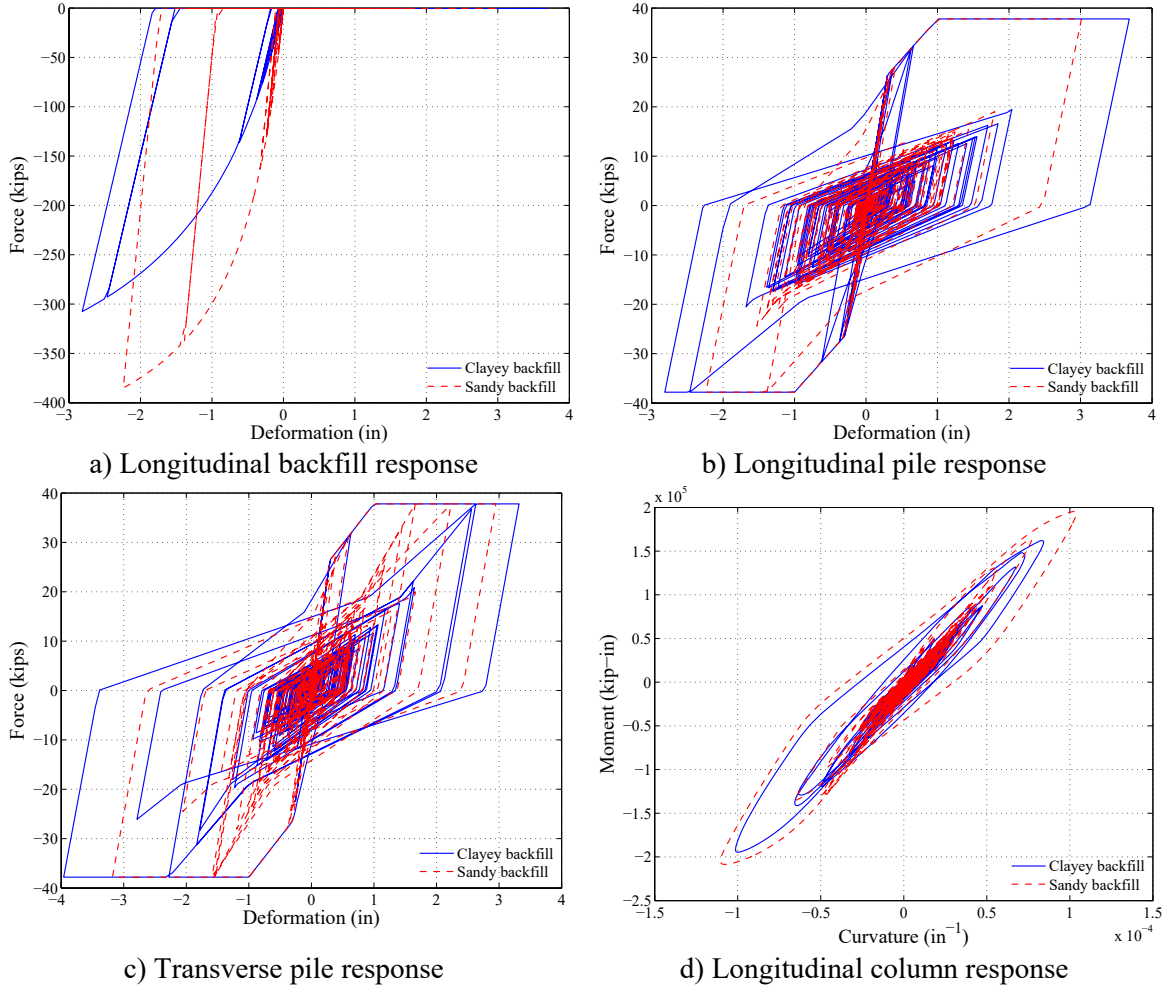 0
−50
−100
−150
−200
−250
−300
−350
−400
−3 −2 −1 0 1 2 3 4
Force (kips)
Deformation (in)
Clayey backfill
Sandy backfill
a) Longitudinal backfill response
40
20
0
20
40
30
10
10
30
−3 −2 −1 0 1 2 3 4
Force (kips)
Deformation (in)
Clayey backfill
Sandy backfill
b) Longitudinal pile response
40
30
20
10
0
−10
−20
−30
−40
−4 −3 −2 −1 0 1 2 3 4
Force (kips)
Deformation (in)
Clayey backfill
Sandy backfill
c) Transverse pile response
x 10⁵
2
1.5
1
0.5
0
−0.5
−1
−1.5
−2
2.5
−1.5 −1 −0.5 0 0.5 1 1.5
x 10⁻⁴
Moment (kip−in)
Curvature (in⁻¹)
Clayey backfill
Sandy backfill
d) Longitudinal column response